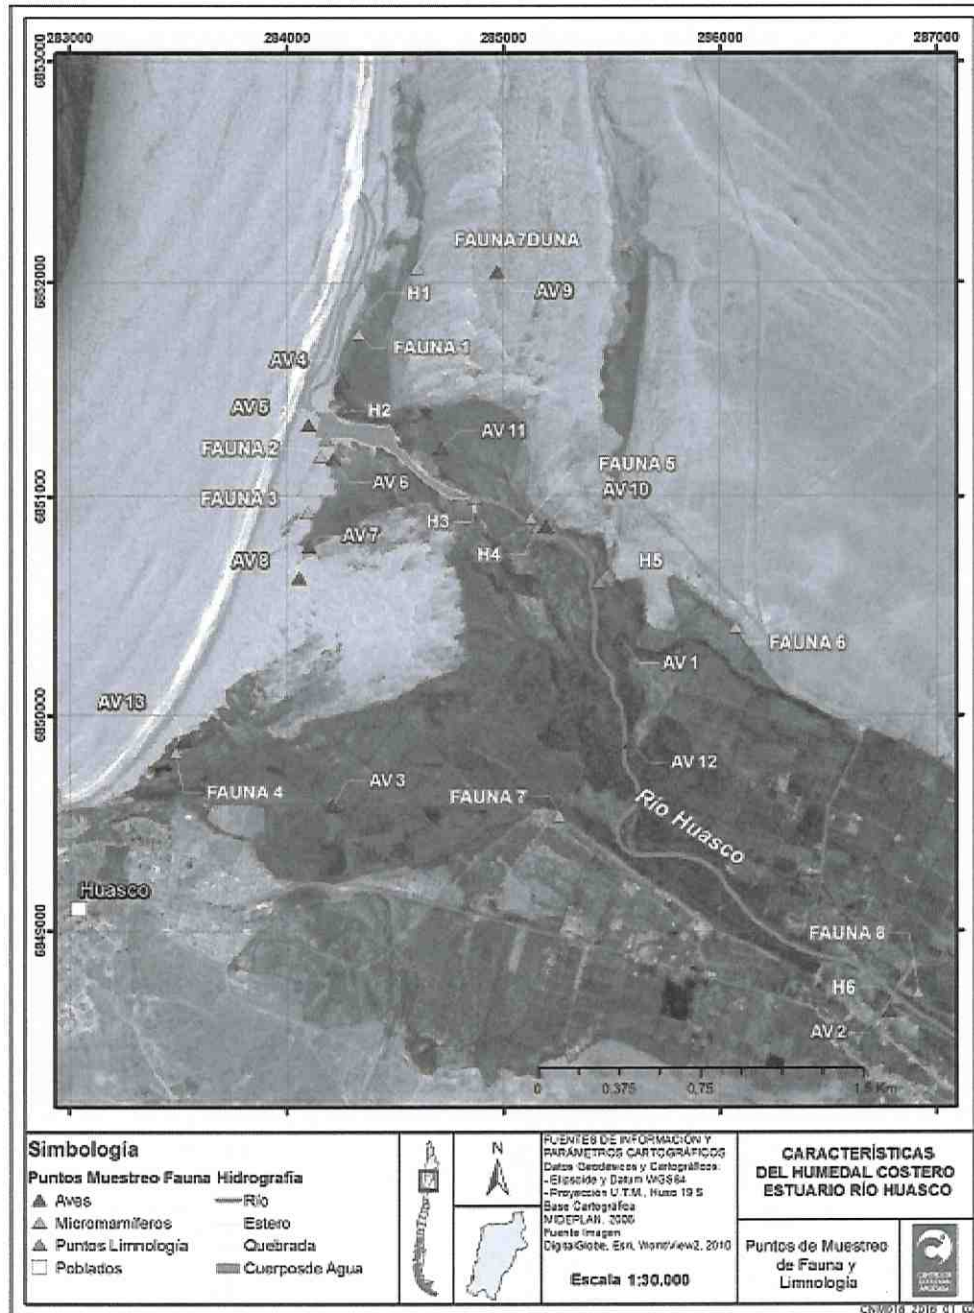 283000 284000 285000 286000 287000
6853000
6852000
6851000
6850000
6849000
FAUNA7DUNA
AV9
H1
FAUNA 1
AV4
AV5
H2
AV 11
FAUNA 2
FAUNA 5
AV 6
AV10
FAUNA 3
H3
AV7
AV8
H4
H5
FAUNA 6
AV 1
AV13
AV 12
AV 3
FAUNA 4
FAUNA 7
Río Huasco
Huasco
FAUNA 8
H6
AV 2
0 0.375 0.75 1.5 Km
Simbología
Puntos Muestreo Fauna Hidrografía
Aves Río
Micromamíferos Estero
Puntos Limnología Quebrada
Poblados Cuerpos de Agua
N
FUENTES DE INFORMACIÓN Y
PARÁMETROS CARTOGRÁFICOS
Datos Geodésicos y Cartográficos:
- Elipsoide y Datum WGS84
- Proyección U.T.M., Huso 19 S
Base Cartográfica
MIDEPLAN, 2006
Fuente Imagen
DigitalGlobe, Esri, WorldView2, 2010
Escala 1:30.000
CARACTERÍSTICAS
DEL HUMEDAL COSTERO
ESTUARIO RÍO HUASCO
Puntos de Muestreo
de Fauna y
Limnología